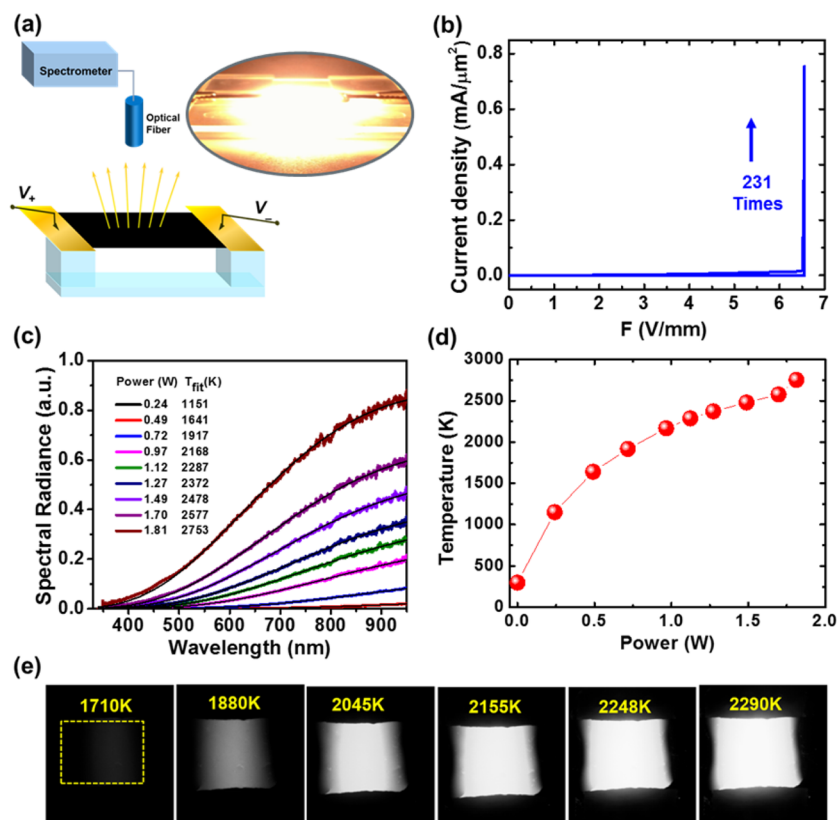 (a)
Spectrometer
Optical
Fiber
V+
V−
(b)
Current density (mA/μm²)
0.8
0.6
0.4
0.2
0.0
231
Times
0 1 2 3 4 5 6 7
F (V/mm)
(c)
Spectral Radiance (a.u.)
1.0
0.8
0.6
0.4
0.2
0.0
Power (W) Tfit(K)
0.24 1151
0.49 1641
0.72 1917
0.97 2168
1.12 2287
1.27 2372
1.49 2478
1.70 2577
1.81 2753
400 500 600 700 800 900
Wavelength (nm)
(d)
Temperature (K)
3000
2500
2000
1500
1000
500
0
0.0 0.5 1.0 1.5 2.0
Power (W)
(e)
1710K 1880K 2045K 2155K 2248K 2290K